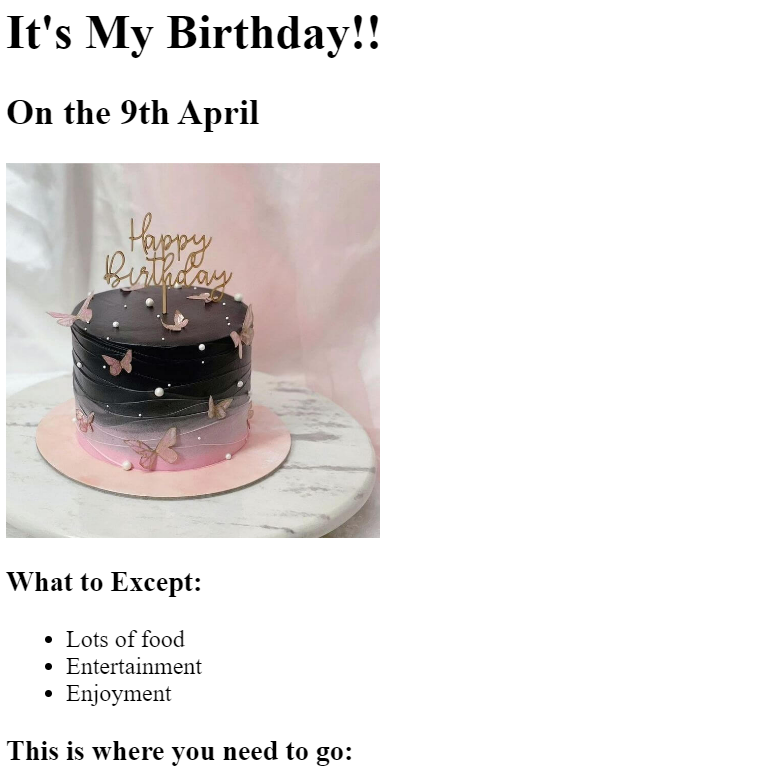 It's My Birthday!!
On the 9th April
Happy
Birthday
What to Except:
Lots of food
Entertainment
Enjoyment
This is where you need to go: